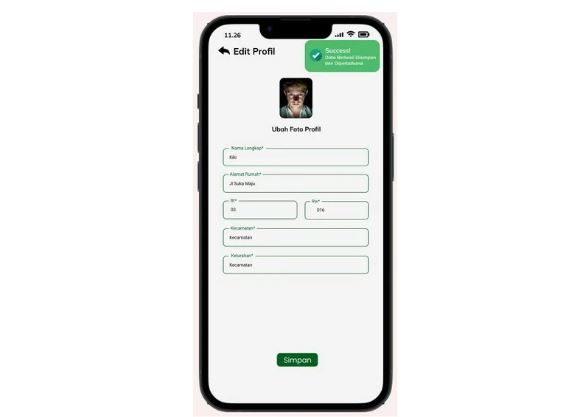 11.26
Edit Profil
Success!
Data Berhasil Disimpan
dan Diperbaharui
Ubah Foto Profil
Nama Lengkap*
Kiki
Alamat Rumah*
Jl Suka Maju
Rt*
03
Rw*
016
Kecamatan*
Kecamatan
Kelurahan*
Kecamatan
Simpan